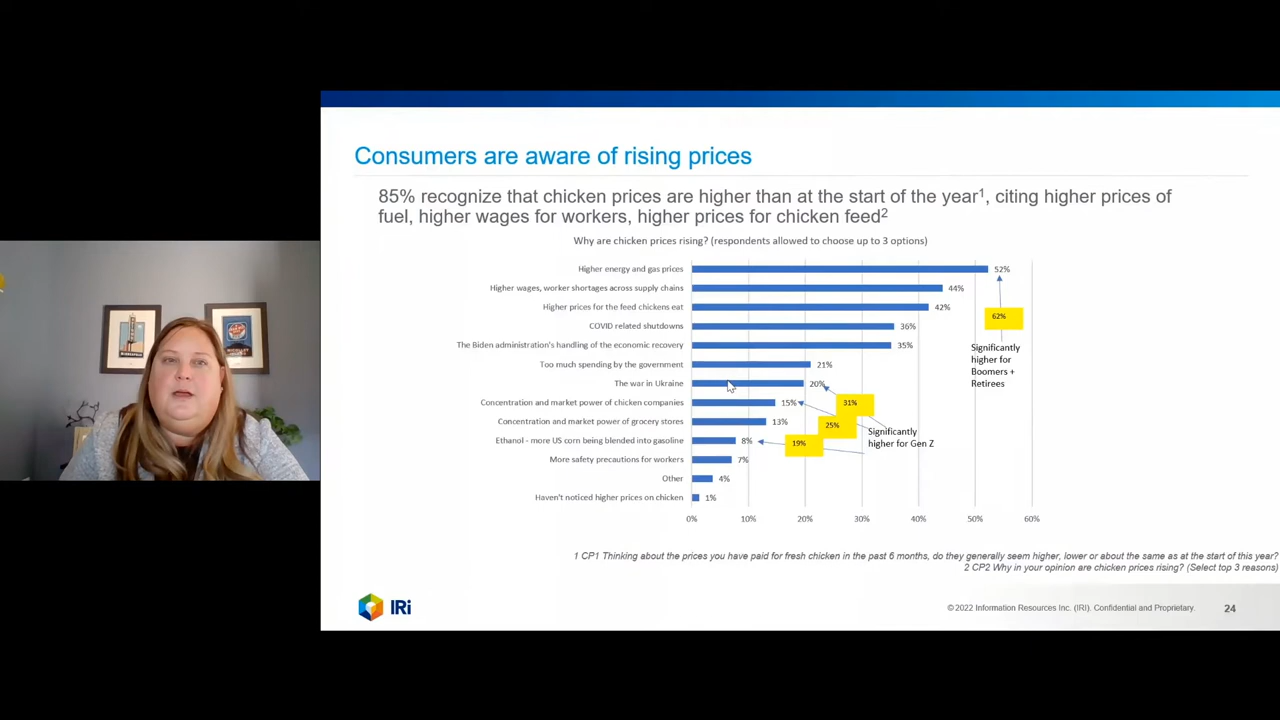 Consumers are aware of rising prices
85% recognize that chicken prices are higher than at the start of the year1, citing higher prices of
fuel, higher wages for workers, higher prices for chicken feed2
Why are chicken prices rising? (respondents allowed to choose up to 3 options)
Higher energy and gas prices 52%
Higher wages, worker shortages across supply chains 44%
Higher prices for the feed chickens eat 42%
62%
COVID related shutdowns 36%
The Biden administration's handling of the economic recovery 35%
Significantly
higher for
Boomers +
Retirees
Too much spending by the government 21%
The war in Ukraine 20%
Concentration and market power of chicken companies 15%
31%
Concentration and market power of grocery stores 13%
25%
Significantly
higher for Gen Z
Ethanol - more US corn being blended into gasoline 8%
19%
More safety precautions for workers 7%
Other 4%
Haven't noticed higher prices on chicken 1%
0% 10% 20% 30% 40% 50% 60%
1 CP1 Thinking about the prices you have paid for fresh chicken in the past 6 months, do they generally seem higher, lower or about the same as at the start of this year?
2 CP2 Why in your opinion are chicken prices rising? (Select top 3 reasons)
IRi
© 2022 Information Resources Inc. (IRI). Confidential and Proprietary.
24